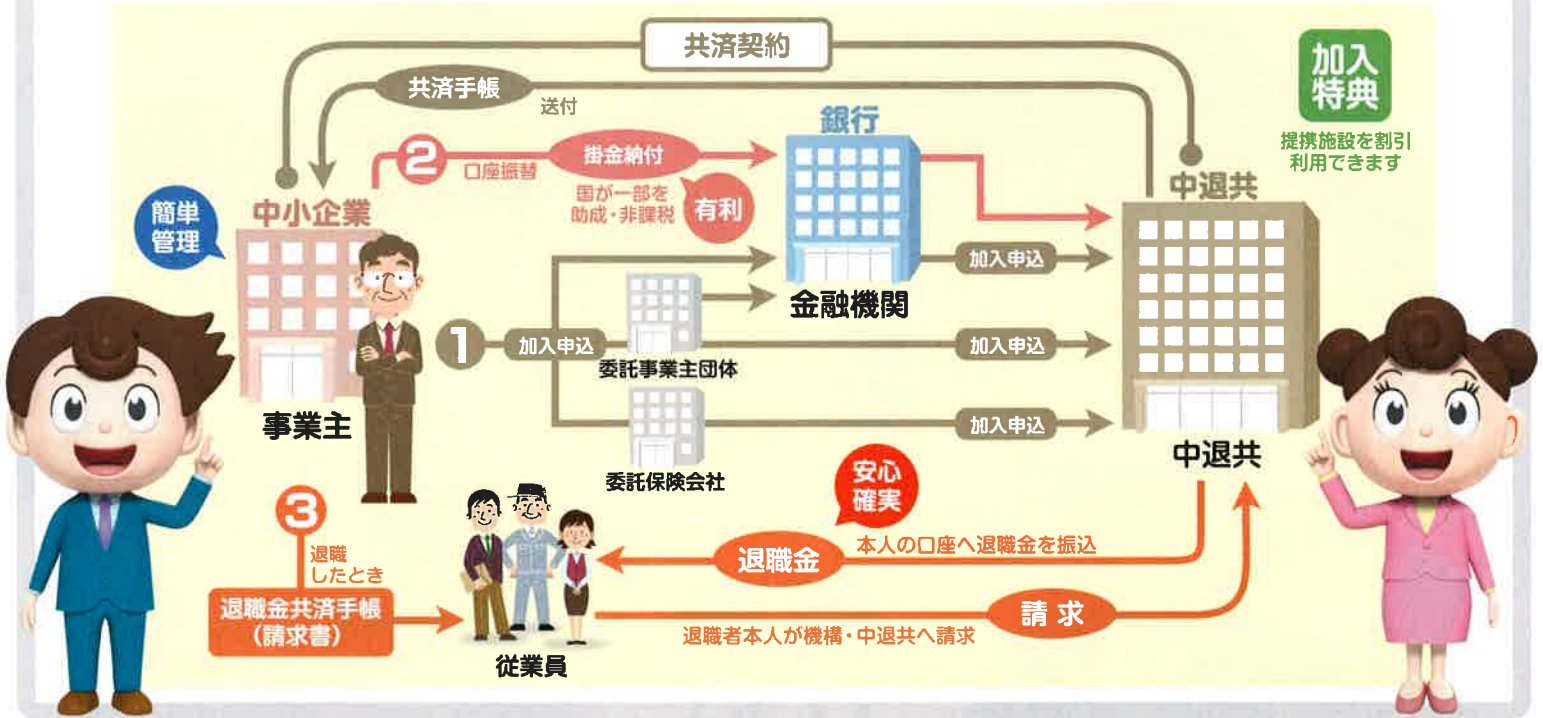 共済契約
共済手帳
送付
加入
特典
提携施設を割引
利用できます
銀行
2
口座振替
掛金納付
国が一部を
助成・非課税
有利
簡単
管理
中小企業
中退共
加入申込
金融機関
1
加入申込
加入申込
委託事業主団体
事業主
加入申込
委託保険会社
中退共
安心
確実
3
退職
したとき
退職金
本人の口座へ退職金を振込
退職金共済手帳
(請求書)
請求
退職者本人が機構・中退共へ請求
従業員